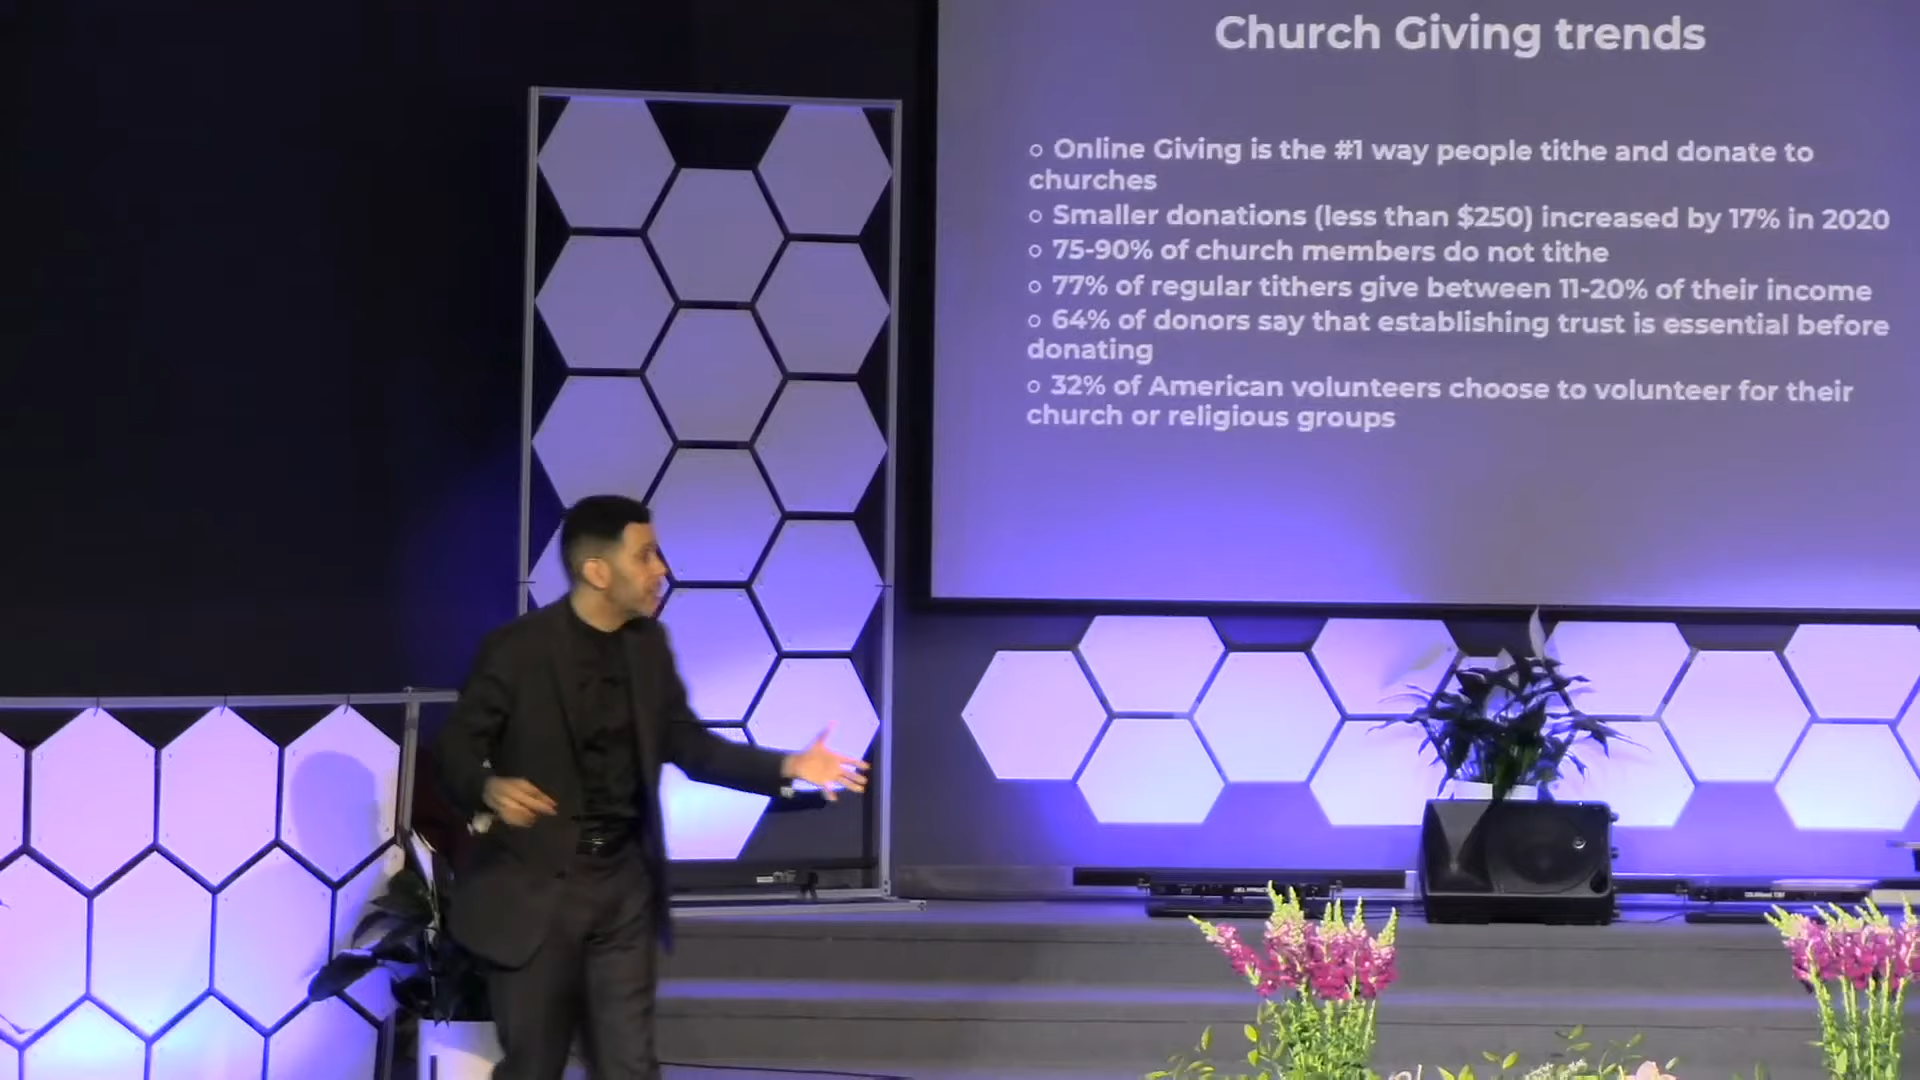 Church Giving trends
○ Online Giving is the #1 way people tithe and donate to
churches
○ Smaller donations (less than $250) increased by 17% in 2020
○ 75-90% of church members do not tithe
○ 77% of regular tithers give between 11-20% of their income
○ 64% of donors say that establishing trust is essential before
donating
○ 32% of American volunteers choose to volunteer for their
church or religious groups